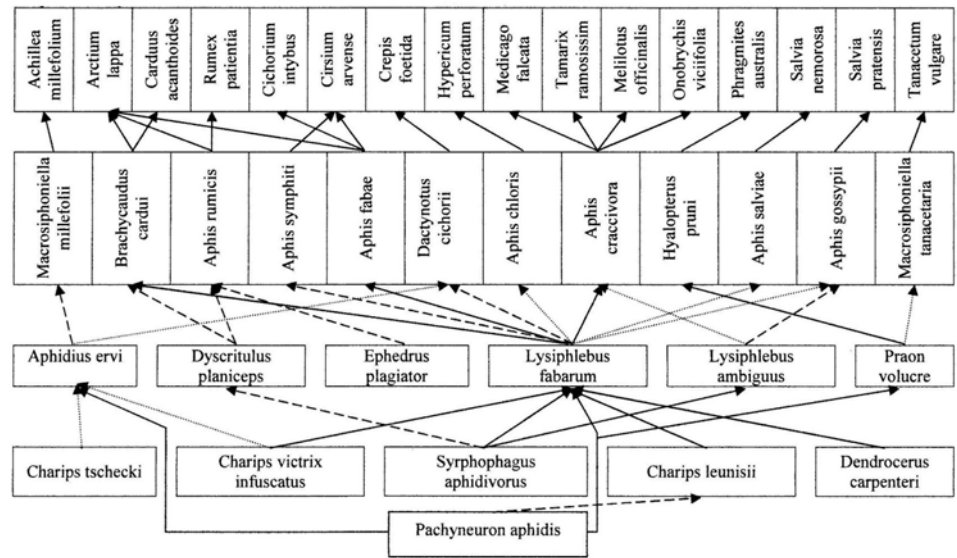 Achillea
millefolium
Arctium
lappa
Carduus
acanthoides
Rumex
patientia
Cichorium
intybus
Cirsium
arvense
Crepis
foetida
Hypericum
perforatum
Medicago
falcata
Tamarix
ramosissim
Melilotus
officinalis
Onobrychis
viciifolia
Phragmites
australis
Salvia
nemorosa
Salvia
pratensis
Tanacetum
vulgare
Macrosiphoniella
millefolii
Brachycaudus
cardui
Aphis rumicis
Aphis symphiti
Aphis fabae
Dactynotus
cichorii
Aphis chloris
Aphis
craccivora
Hyalopterus
pruni
Aphis salviae
Aphis gossypii
Macrosiphoniella
tanacetaria
Aphidius ervi
Dyscritulus
planiceps
Ephedrus
plagiator
Lysiphlebus
fabarum
Lysiphlebus
ambiguus
Praon
volucre
Charips tschecki
Charips victrix
infuscatus
Syrphophagus
aphidivorus
Charips leunisii
Dendrocerus
carpenteri
Pachyneuron aphidis